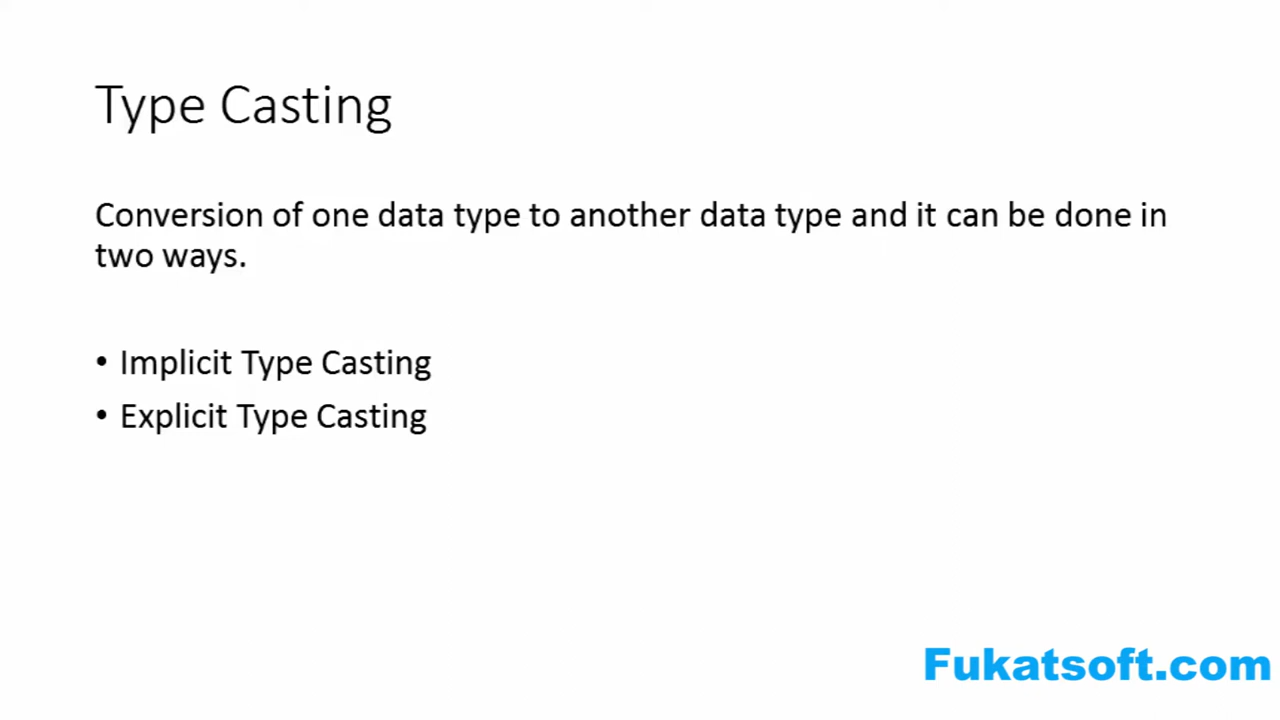 Type Casting
Conversion of one data type to another data type and it can be done in
two ways.
• Implicit Type Casting
• Explicit Type Casting
Fukatsoft.com